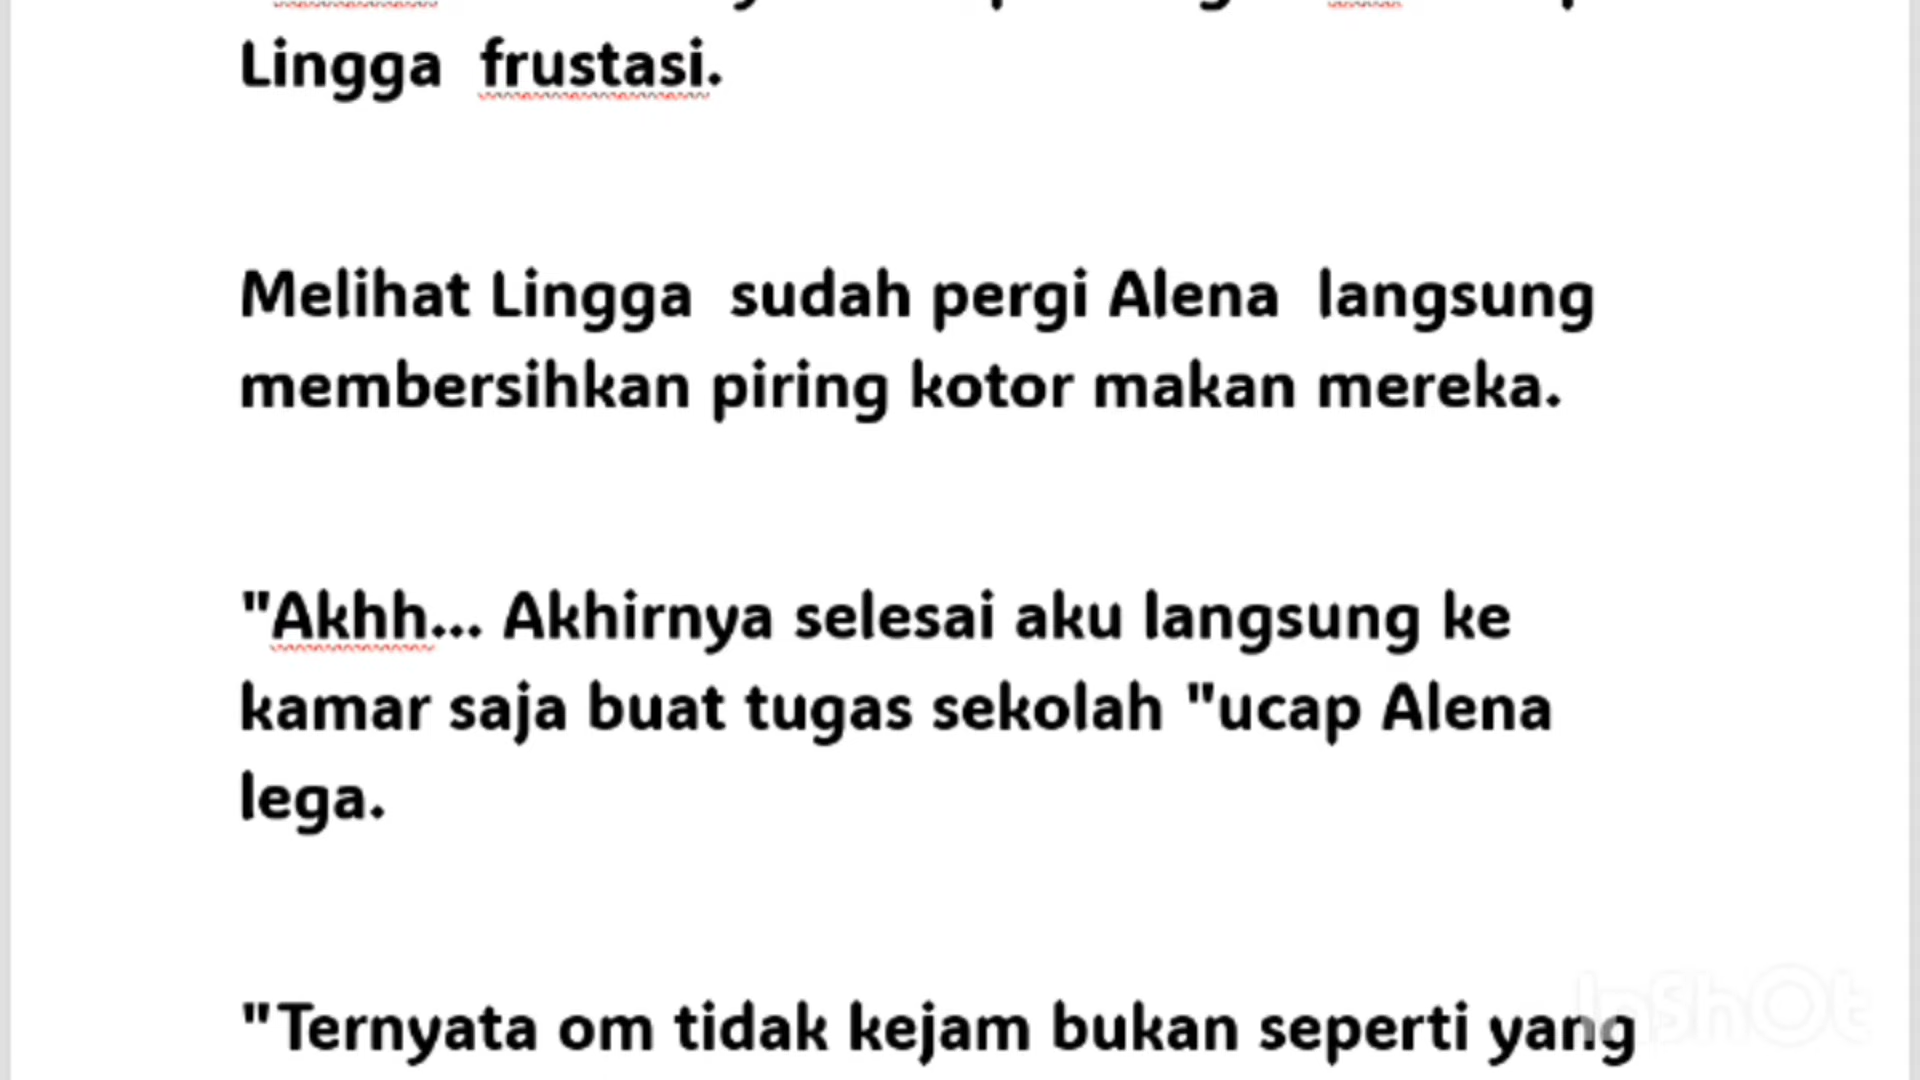 Lingga  frustasi.
Melihat Lingga  sudah pergi Alena  langsung
membersihkan piring kotor makan mereka.
"Akhh... Akhirnya selesai aku langsung ke
kamar saja buat tugas sekolah "ucap Alena
lega.
"Ternyata om tidak kejam bukan seperti yang
InShOt